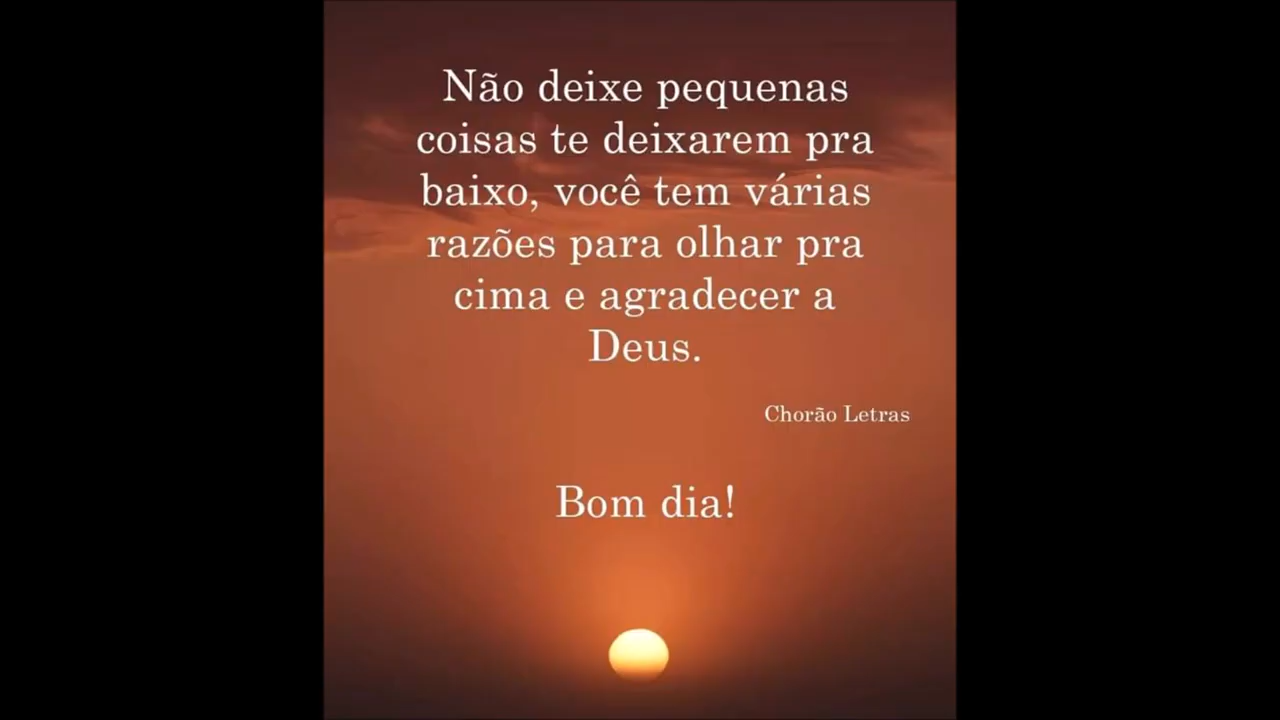 Não deixe pequenas
coisas te deixarem pra
baixo, você tem várias
razões para olhar pra
cima e agradecer a
Deus.
Chorão Letras
Bom dia!